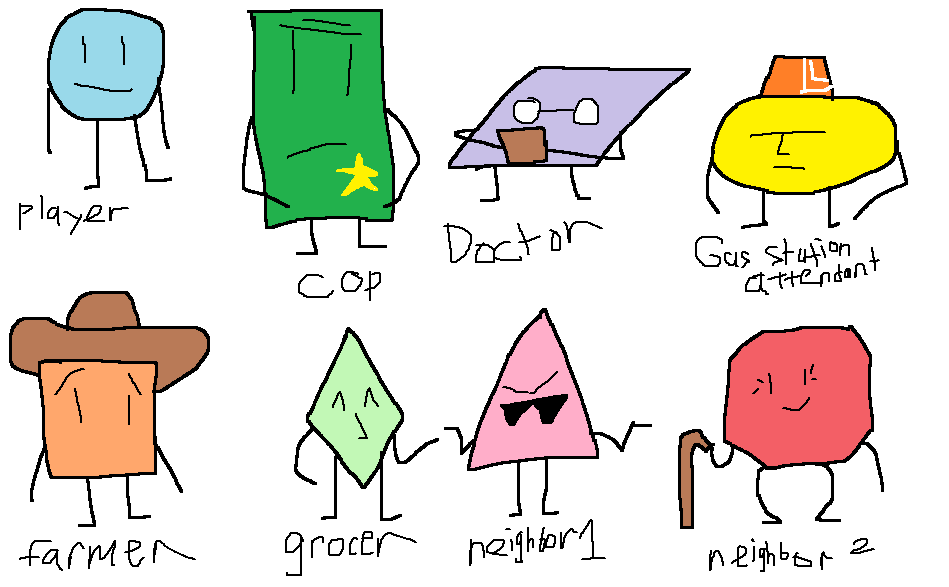 player
cop
Doctor
Gas station
attendant
farmer
grocer
neighbor1
neighbor 2